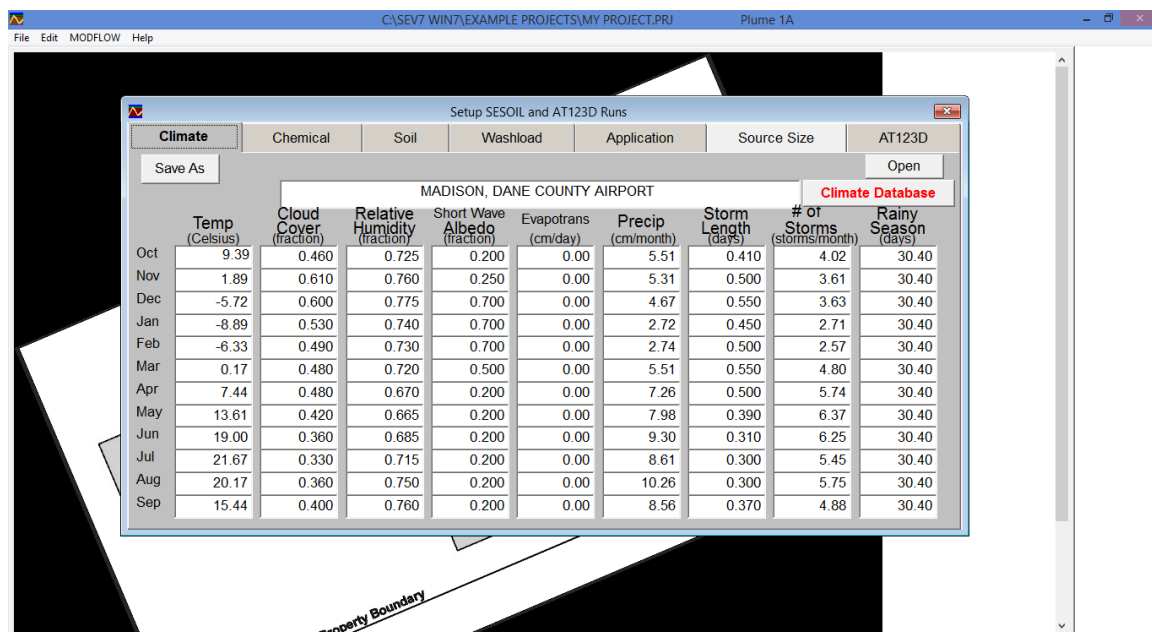 C:\SEV7 WIN7\EXAMPLE PROJECTS\MY PROJECT.PRJ Plume 1A
File Edit MODFLOW Help
Setup SESOIL and AT123D Runs
Climate Chemical Soil Washload Application Source Size AT123D
Save As Open
MADISON, DANE COUNTY AIRPORT Climate Database
Temp Cloud Cover Relative Humidity Short Wave Albedo Evapotrans Precip Storm Length # of Storms Rainy Season
(Celsius) (fraction) (fraction) (fraction) (cm/day) (cm/month) (days) (storms/month) (days)
Oct 9.39 0.460 0.725 0.200 0.00 5.51 0.410 4.02 30.40
Nov 1.89 0.610 0.760 0.250 0.00 5.31 0.500 3.61 30.40
Dec -5.72 0.600 0.775 0.700 0.00 4.67 0.550 3.63 30.40
Jan -8.89 0.530 0.740 0.700 0.00 2.72 0.450 2.71 30.40
Feb -6.33 0.490 0.730 0.700 0.00 2.74 0.500 2.57 30.40
Mar 0.17 0.480 0.720 0.500 0.00 5.51 0.550 4.80 30.40
Apr 7.44 0.480 0.670 0.200 0.00 7.26 0.500 5.74 30.40
May 13.61 0.420 0.665 0.200 0.00 7.98 0.390 6.37 30.40
Jun 19.00 0.360 0.685 0.200 0.00 9.30 0.310 6.25 30.40
Jul 21.67 0.330 0.715 0.200 0.00 8.61 0.300 5.45 30.40
Aug 20.17 0.360 0.750 0.200 0.00 10.26 0.300 5.75 30.40
Sep 15.44 0.400 0.760 0.200 0.00 8.56 0.370 4.88 30.40
Property Boundary